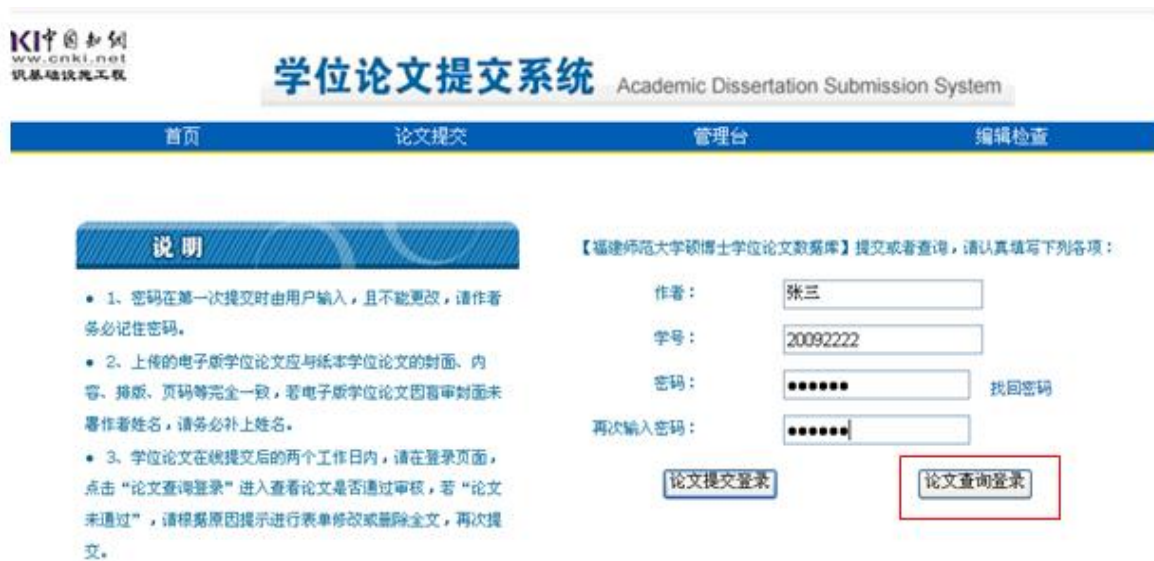 KI中国知网
ww.cnki.net
识基础设施工程
学位论文提交系统 Academic Dissertation Submission System
首页 论文提交 管理台 编辑检查
说 明
• 1、密码在第一次提交时由用户输入，且不能更改，请作者
务必记住密码。
• 2、上传的电子版学位论文应与纸本学位论文的封面、内
容、排版、页码等完全一致，若电子版学位论文因盲审封面未
署作者姓名，请务必补上姓名。
• 3、学位论文在线提交后的两个工作日内，请在登录页面，
点击“论文查询登录”进入查看论文是否通过审核，若“论文
未通过”，请根据原因提示进行表单修改或删除全文，再次提
交。
【福建师范大学硕博士学位论文数据库】提交或者查询，请认真填写下列各项：
作者： 张三
学号： 20092222
密码： ●●●●●● 找回密码
再次输入密码： ●●●●●●
论文提交登录 论文查询登录